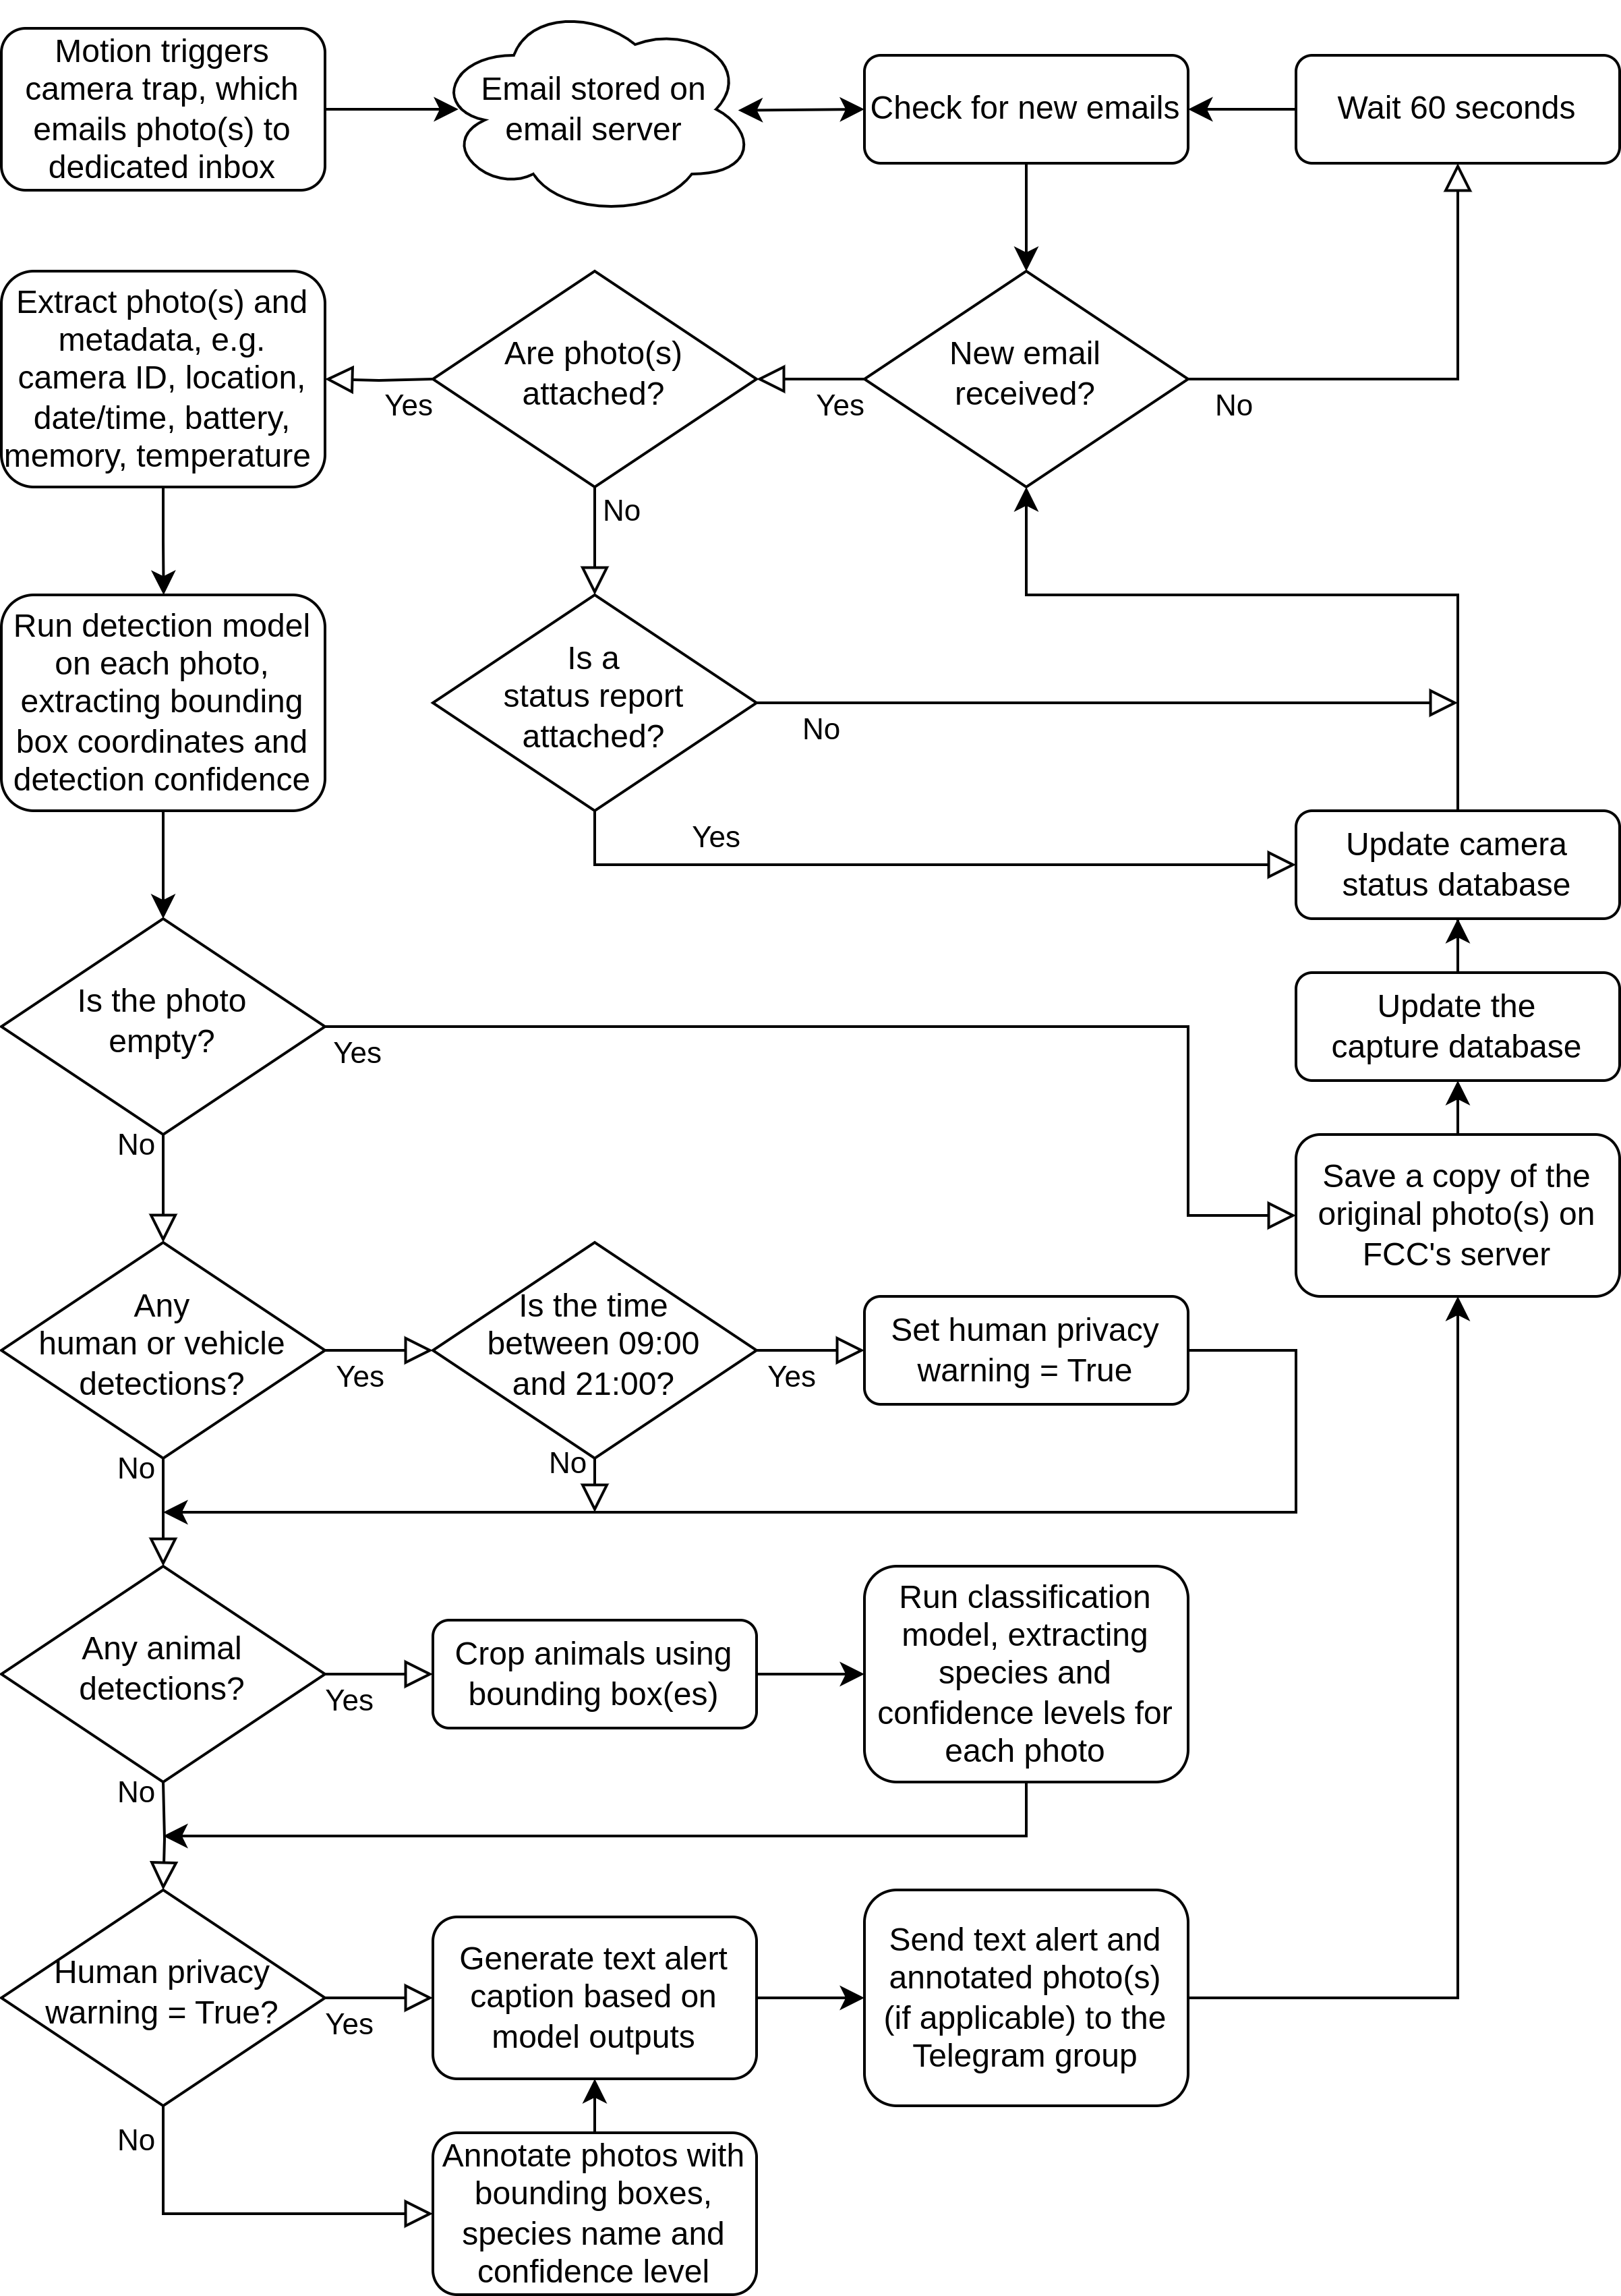 Motion triggers
camera trap, which
emails photo(s) to
dedicated inbox
Email stored on
email server
Check for new emails
Wait 60 seconds
Extract photo(s) and
metadata, e.g.
camera ID, location,
date/time, battery,
memory, temperature
Yes
Are photo(s)
attached?
Yes
New email
received?
No
No
Run detection model
on each photo,
extracting bounding
box coordinates and
detection confidence
Is a
status report
attached?
No
Yes
Update camera
status database
Is the photo
empty?
Yes
No
Update the
capture database
Save a copy of the
original photo(s) on
FCC's server
Any
human or vehicle
detections?
Yes
No
Is the time
between 09:00
and 21:00?
Yes
No
Set human privacy
warning = True
Any animal
detections?
Yes
No
Crop animals using
bounding box(es)
Run classification
model, extracting
species and
confidence levels for
each photo
Human privacy
warning = True?
Yes
No
Generate text alert
caption based on
model outputs
Send text alert and
annotated photo(s)
(if applicable) to the
Telegram group
Annotate photos with
bounding boxes,
species name and
confidence level